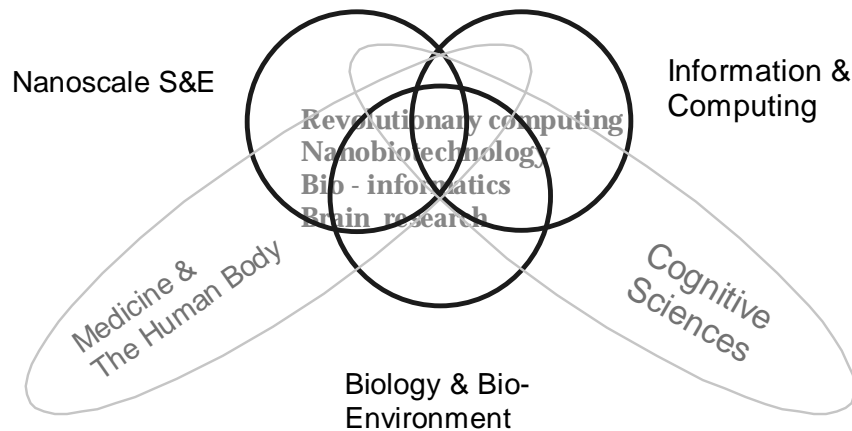 Nanoscale S&E
Information &
Computing
Revolutionary computing
Nanobiotechnology
Bio - informatics
Brain research
Medicine &
The Human Body
Cognitive
Sciences
Biology & Bio-
Environment